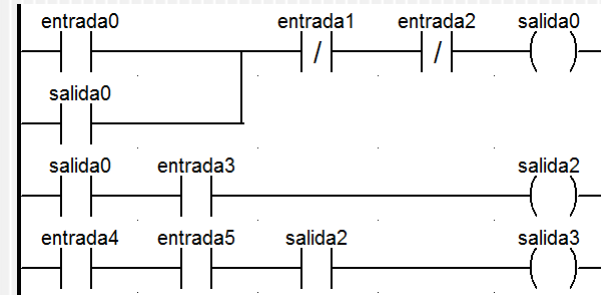 entrada0 entrada1 entrada2 salida0
salida0
salida0 entrada3 salida2
entrada4 entrada5 salida2 salida3